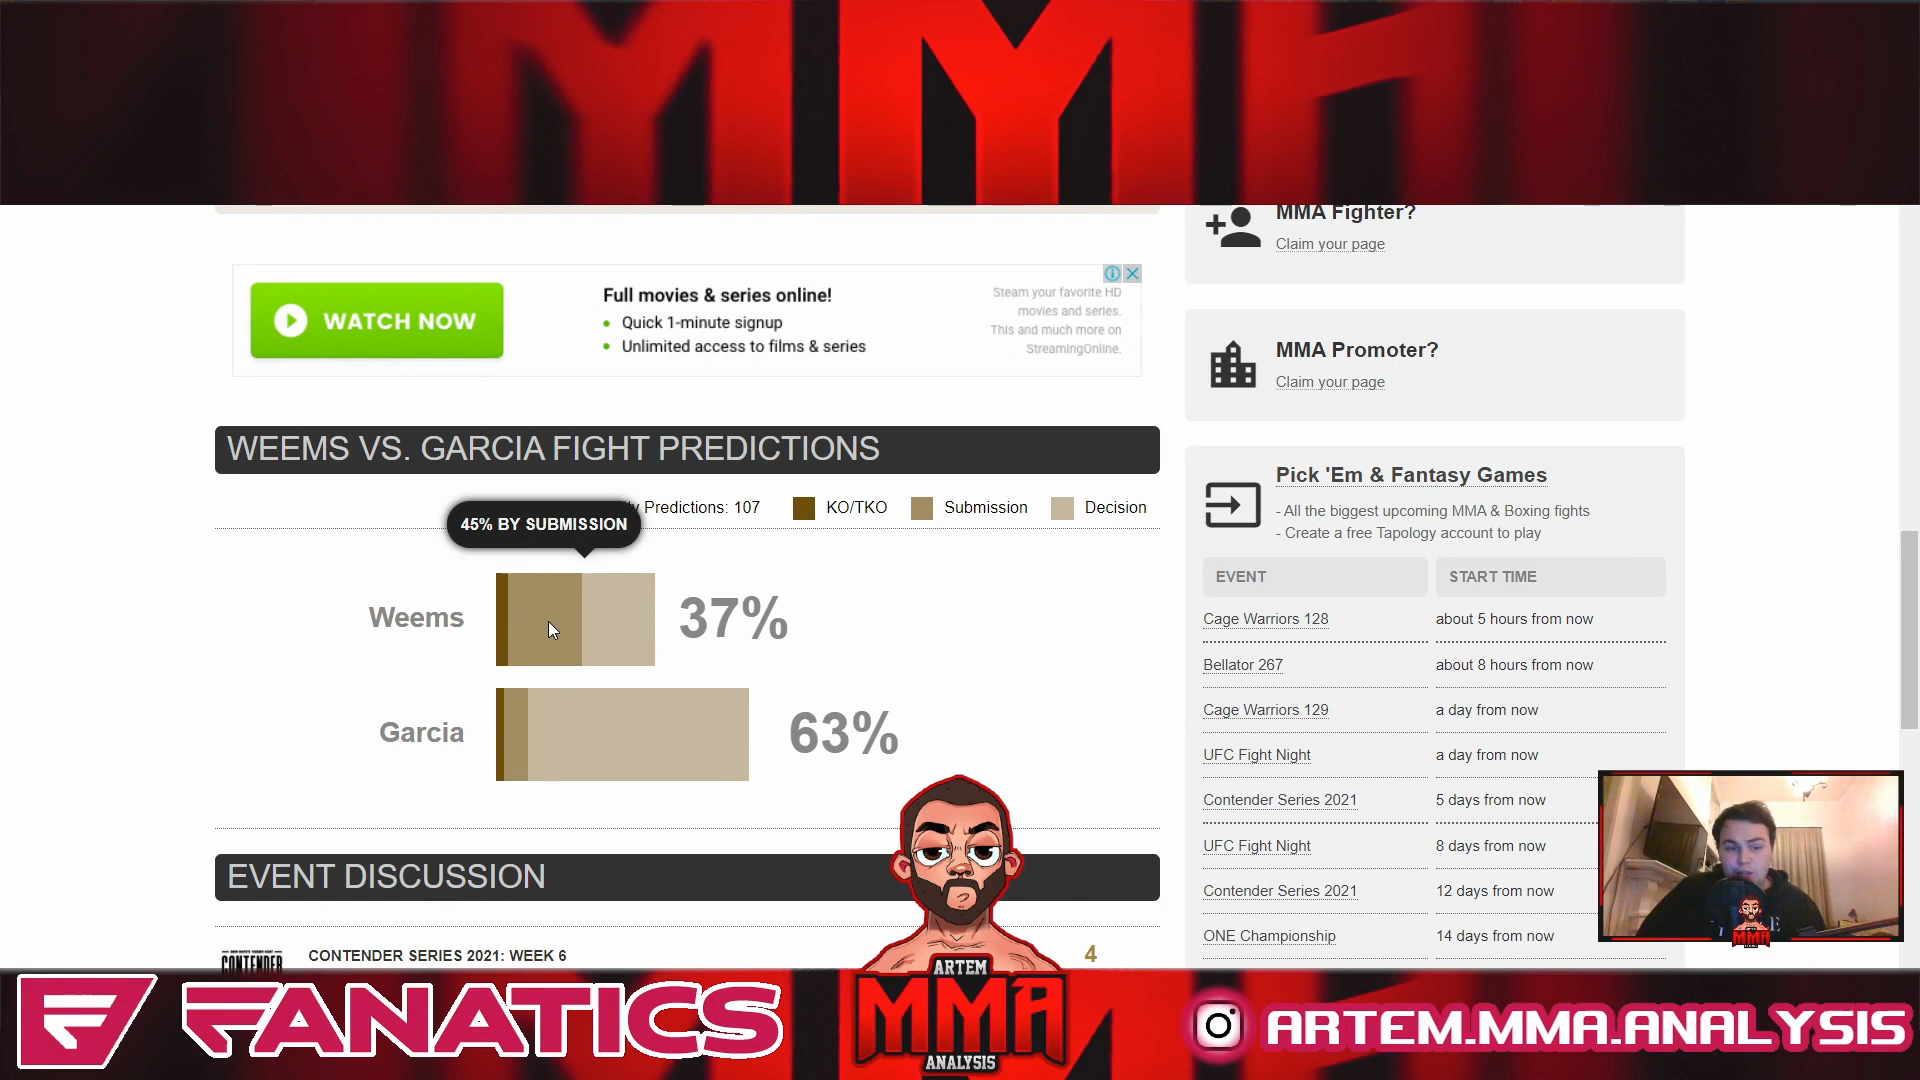 MMA
MMA Fighter?
Claim your page
WATCH NOW
Full movies & series online!
Quick 1-minute signup
Unlimited access to films & series
Steam your favorite HD
movies and series.
This and much more on
StreamingOnline.
MMA Promoter?
Claim your page
WEEMS VS. GARCIA FIGHT PREDICTIONS
Predictions: 107
KO/TKO
Submission
Decision
45% BY SUBMISSION
Weems
37%
Garcia
63%
Pick 'Em & Fantasy Games
- All the biggest upcoming MMA & Boxing fights
- Create a free Tapology account to play
EVENT START TIME
Cage Warriors 128 about 5 hours from now
Bellator 267 about 8 hours from now
Cage Warriors 129 a day from now
UFC Fight Night a day from now
Contender Series 2021 5 days from now
UFC Fight Night 8 days from now
Contender Series 2021 12 days from now
ONE Championship 14 days from now
EVENT DISCUSSION
CONTENDER
CONTENDER SERIES 2021: WEEK 6
4
MMA
FANATICS
ARTEM
MMA
ANALYSIS
ARTEM.MMA.ANALYSIS